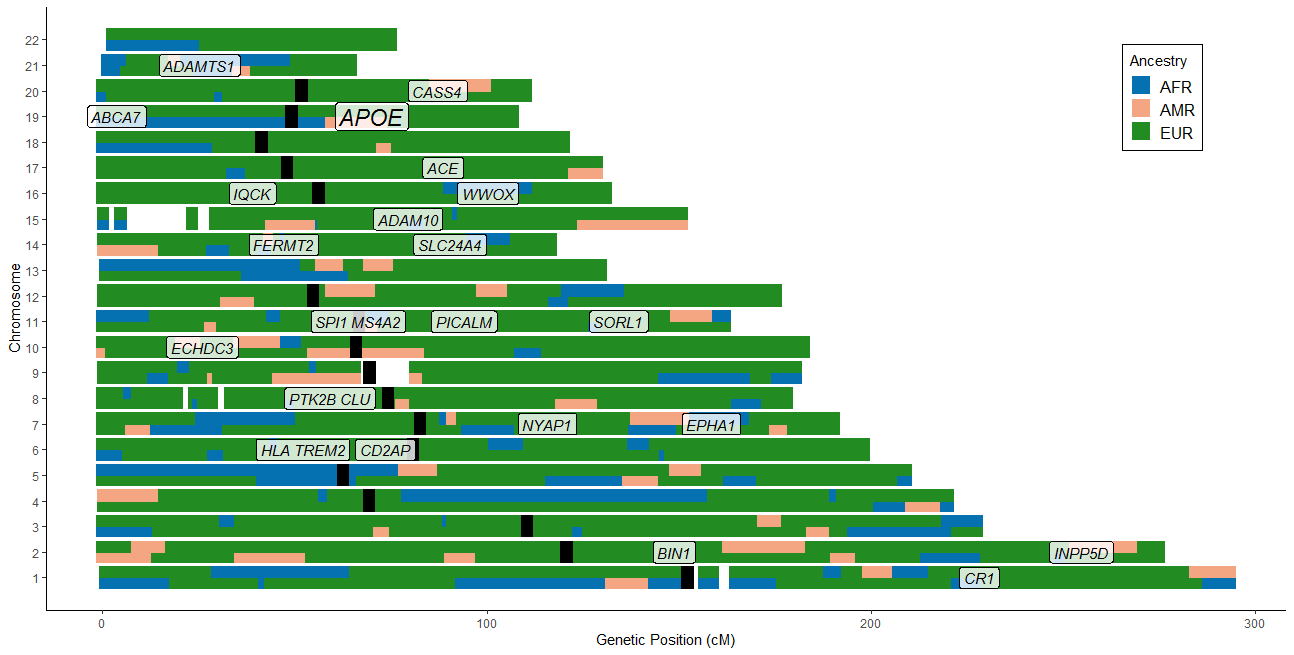 22
21
20
19
18
17
16
15
14
13
12
11
10
9
8
7
6
5
4
3
2
1
Chromosome
ADAMTS1
CASS4
ABCA7
APOE
ACE
IQCK
WWOX
ADAM10
FERMT2
SLC24A4
SPI1 MS4A2
PICALM
SORL1
ECHDC3
PTK2B CLU
NYAP1
EPHA1
HLA TREM2
CD2AP
BIN1
INPP5D
CR1
Ancestry
AFR
AMR
EUR
0
100
200
300
Genetic Position (cM)